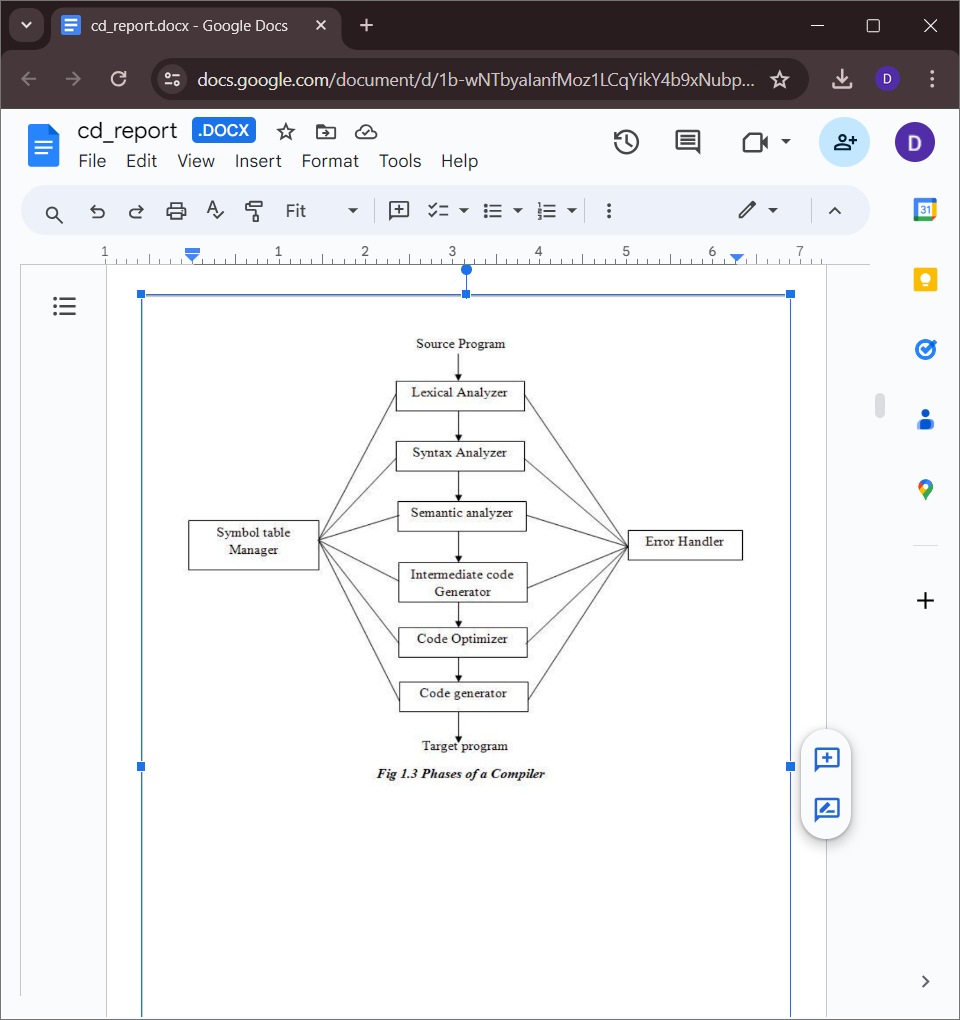 cd_report.docx - Google Docs
docs.google.com/document/d/1b-wNTbyaIanfMoz1LCqYikY4b9xNubp...
D
cd_report .DOCX
File Edit View Insert Format Tools Help
D
Fit
31
1 1 2 3 4 5 6 7
Source Program
Lexical Analyzer
Syntax Analyzer
Semantic analyzer
Symbol table
Manager
Error Handler
Intermediate code
Generator
Code Optimizer
Code generator
Target program
Fig 1.3 Phases of a Compiler